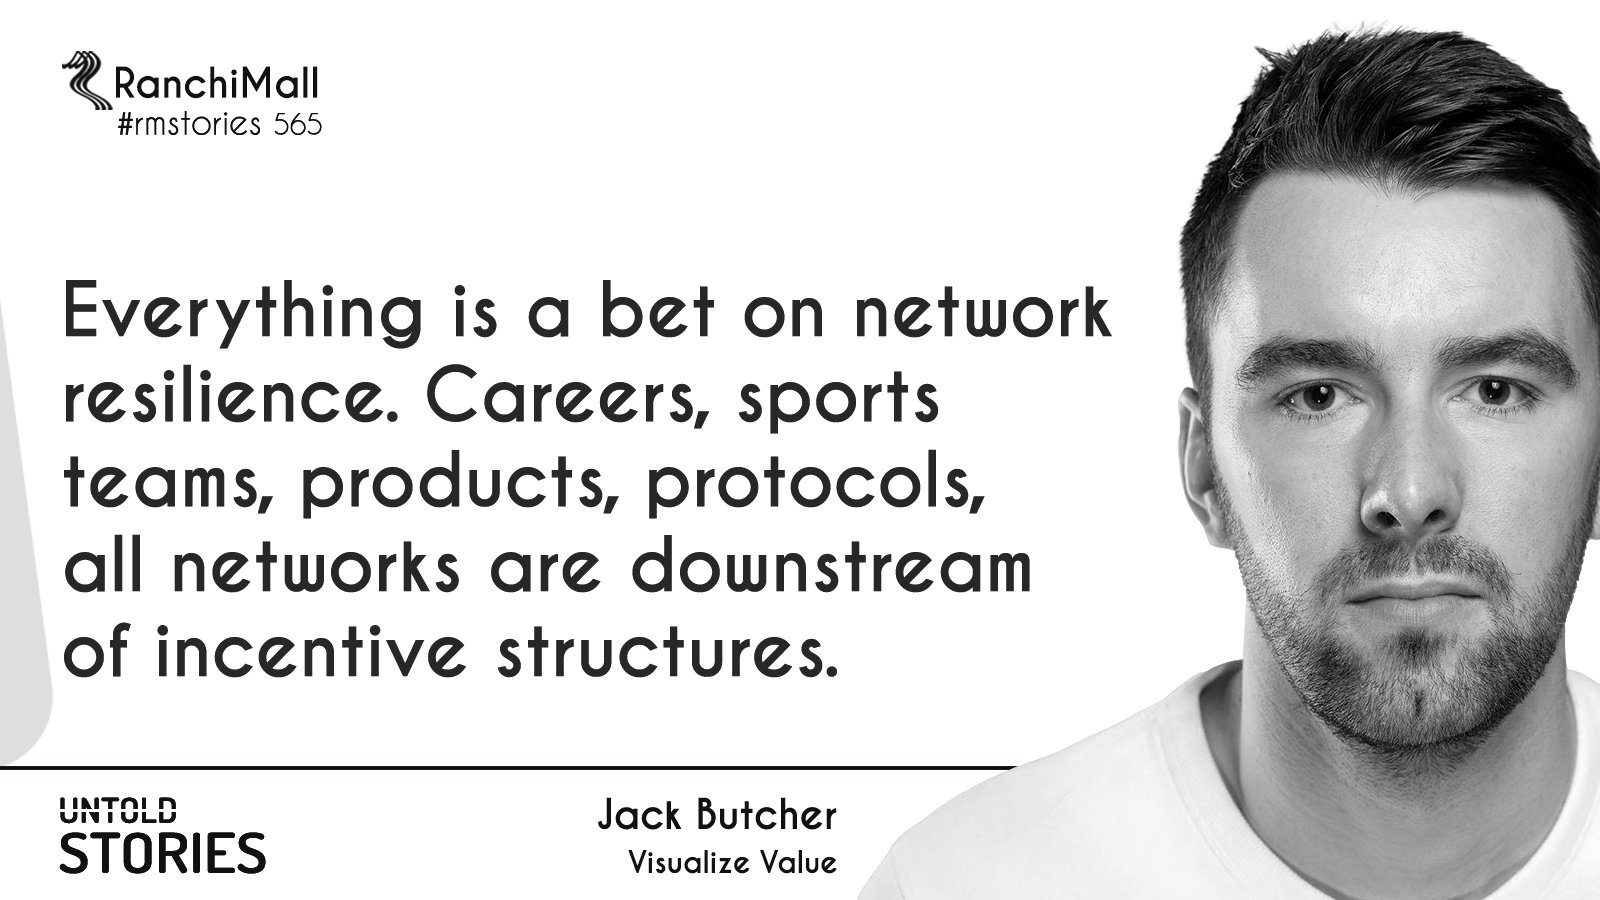 RanchiMall
#rmstories 565
Everything is a bet on network
resilience. Careers, sports
teams, products, protocols,
all networks are downstream
of incentive structures.
UNTOLD
STORIES
Jack Butcher
Visualize Value